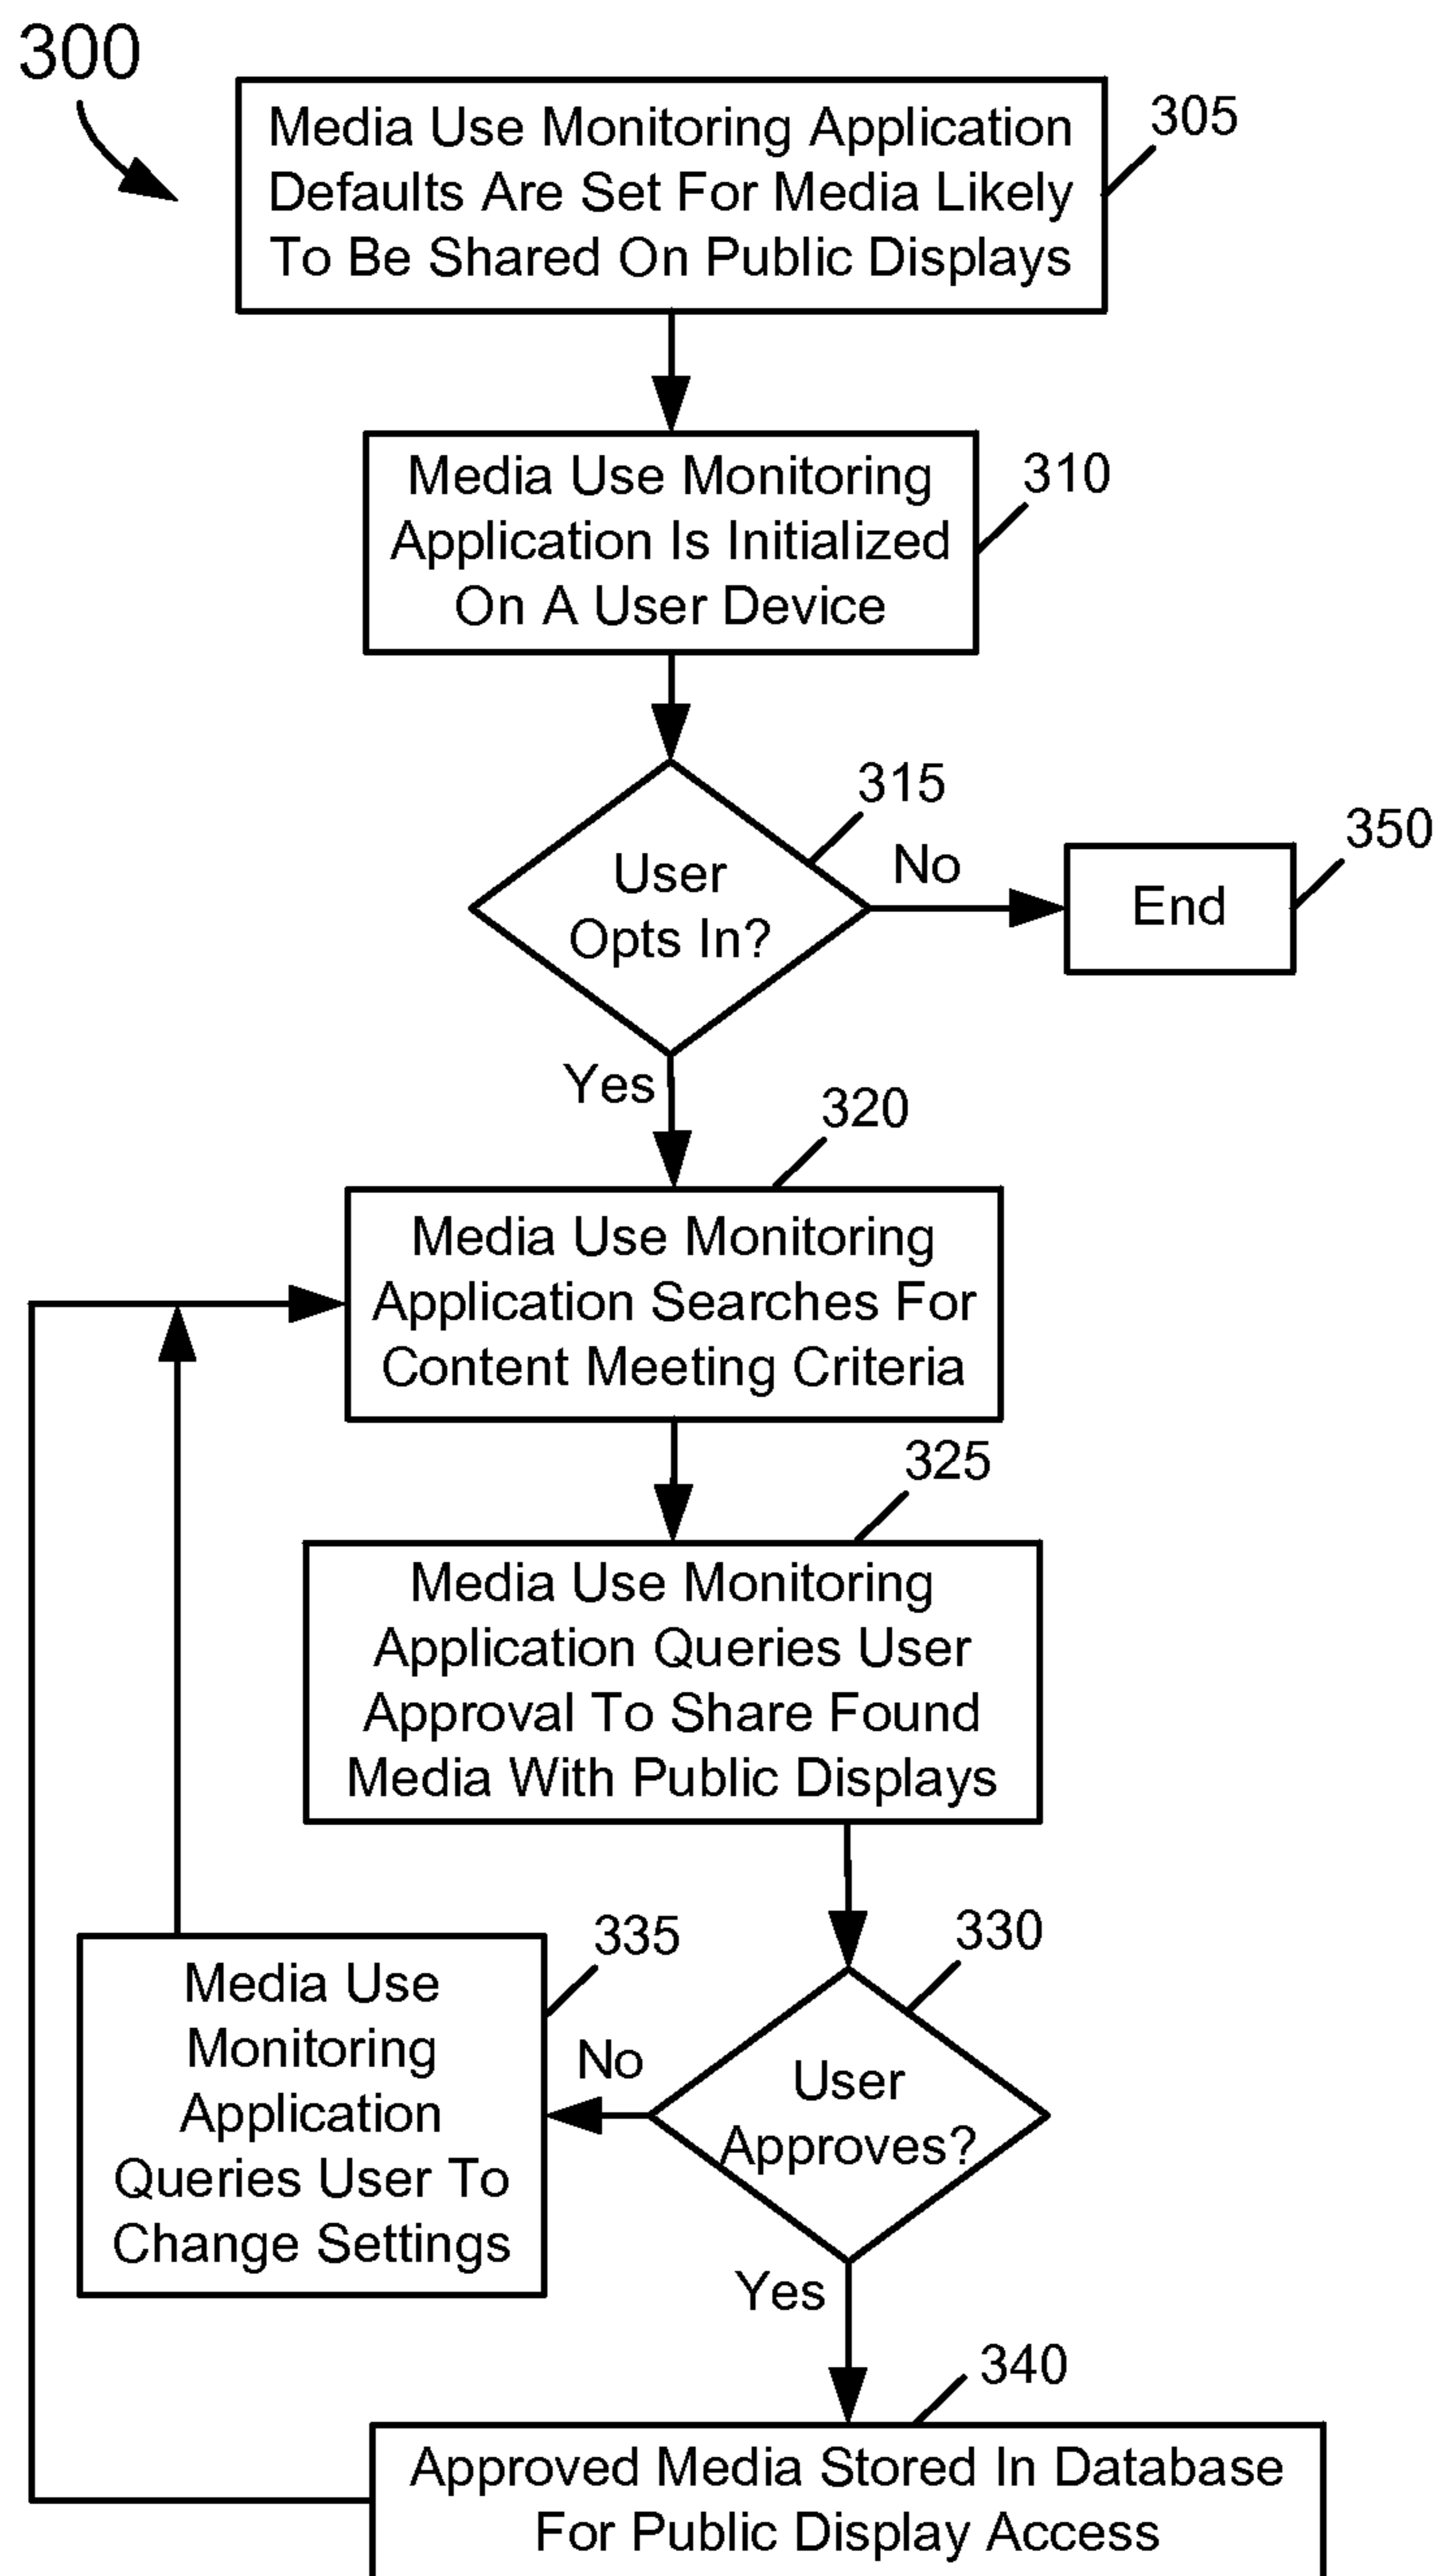 300
Media Use Monitoring Application
Defaults Are Set For Media Likely
To Be Shared On Public Displays
305
Media Use Monitoring
Application Is Initialized
On A User Device
310
User
Opts In?
315
No
End
350
Yes
320
Media Use Monitoring
Application Searches For
Content Meeting Criteria
325
Media Use Monitoring
Application Queries User
Approval To Share Found
Media With Public Displays
330
User
Approves?
No
335
Media Use
Monitoring
Application
Queries User To
Change Settings
Yes
340
Approved Media Stored In Database
For Public Display Access